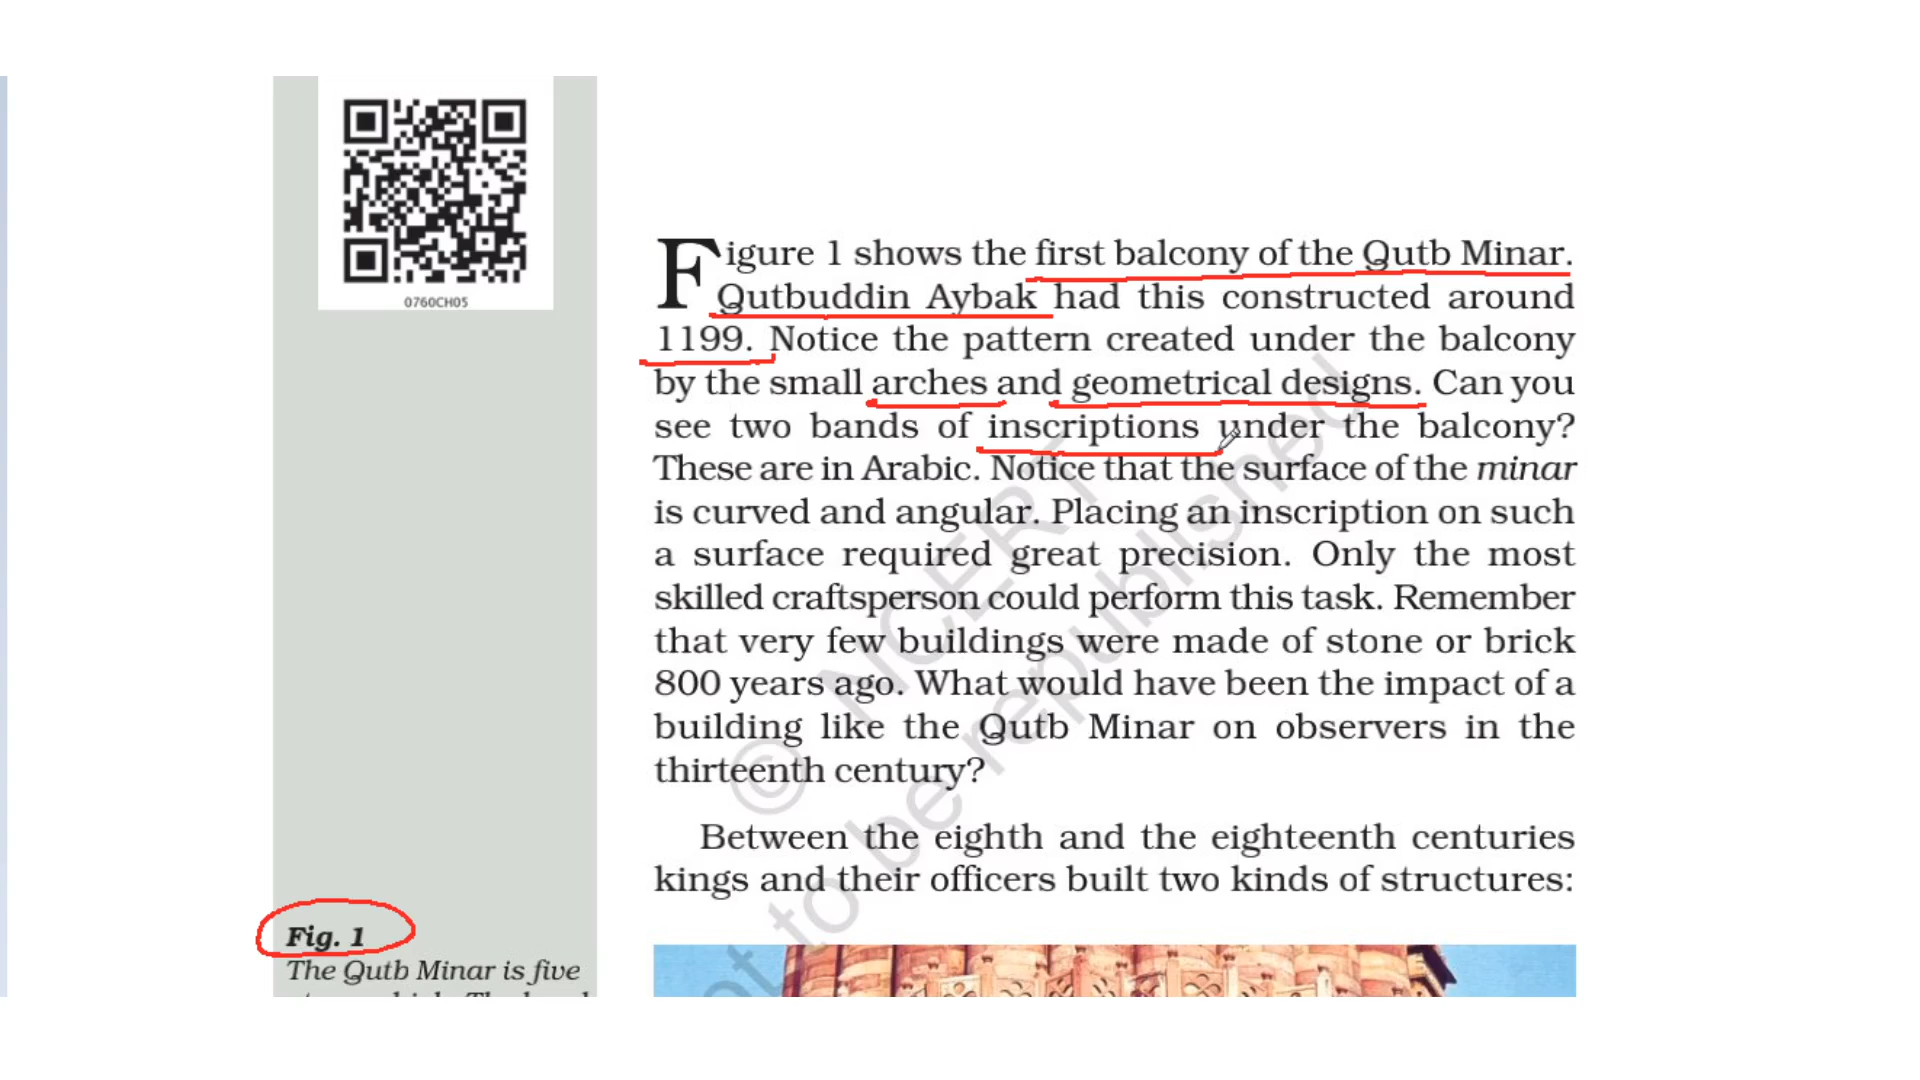 0760CH05
Figure 1 shows the first balcony of the Qutb Minar.
Qutbuddin Aybak had this constructed around
1199. Notice the pattern created under the balcony
by the small arches and geometrical designs. Can you
see two bands of inscriptions under the balcony?
These are in Arabic. Notice that the surface of the minar
is curved and angular. Placing an inscription on such
a surface required great precision. Only the most
skilled craftsperson could perform this task. Remember
that very few buildings were made of stone or brick
800 years ago. What would have been the impact of a
building like the Qutb Minar on observers in the
thirteenth century?
Between the eighth and the eighteenth centuries
kings and their officers built two kinds of structures:
Fig. 1
The Qutb Minar is five
© NCERT
to be republished